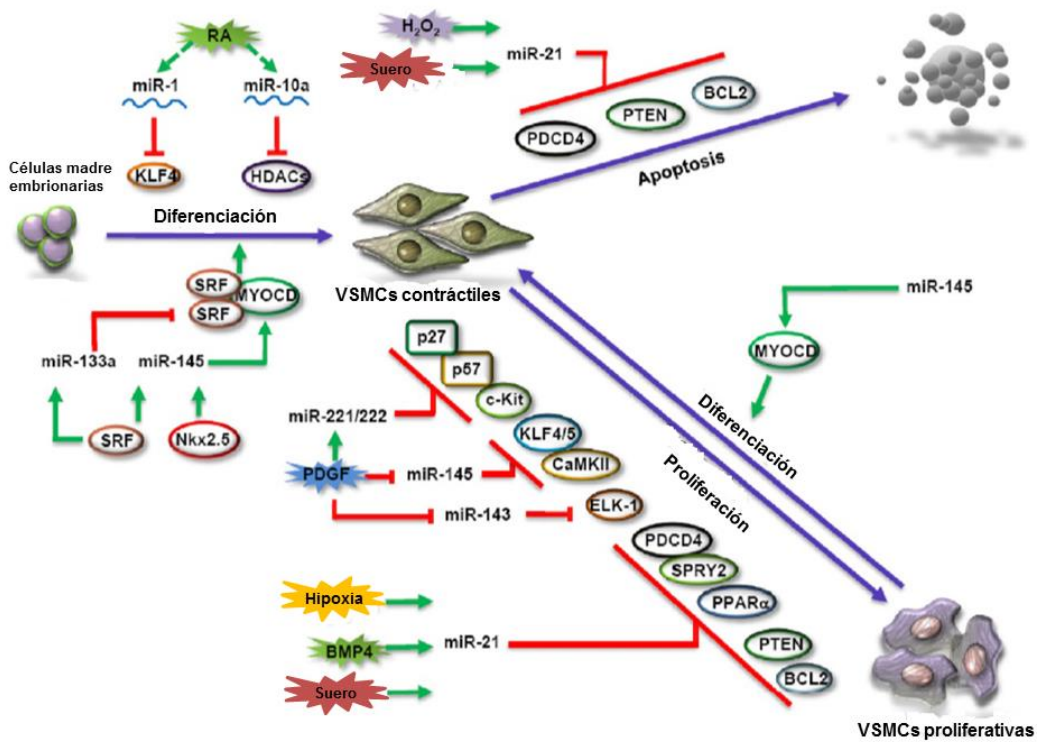 RA
miR-1
miR-10a
KLF4
HDACs
Células madre
embrionarias
Diferenciación
SRF
MYOCD
SRF
miR-133a
miR-145
SRF
Nkx2.5
H₂O₂
Suero
miR-21
PDCD4
PTEN
BCL2
Apoptosis
VSMCs contráctiles
p27
p57
c-Kit
miR-221/222
KLF4/5
CaMKII
PDGF
miR-145
miR-143
ELK-1
miR-145
MYOCD
Diferenciación
Proliferación
PDCD4
SPRY2
PPARα
PTEN
BCL2
Hipoxia
BMP4
miR-21
Suero
VSMCs proliferativas